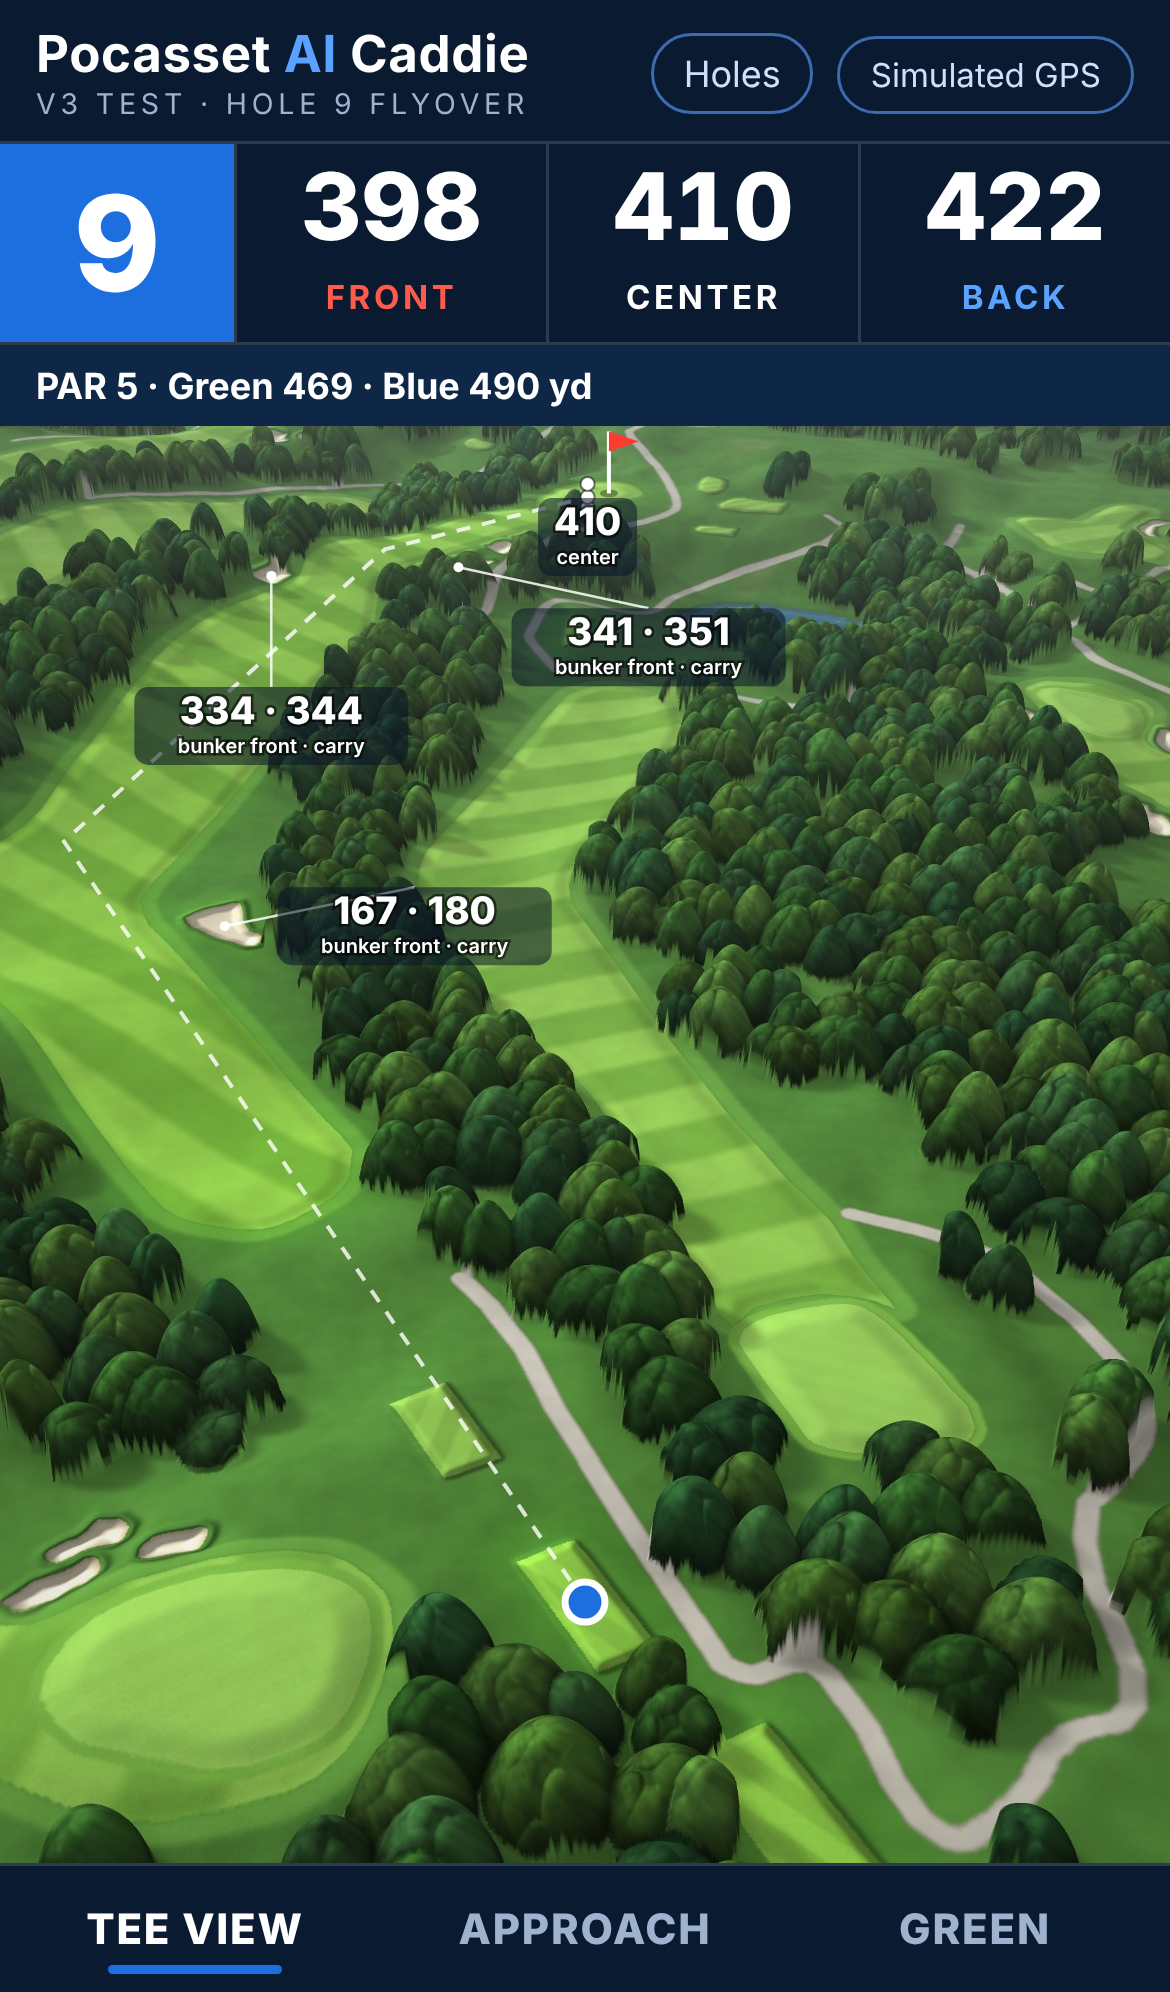 Pocasset AI Caddie
V3 TEST · HOLE 9 FLYOVER
Holes
Simulated GPS
9
398
FRONT
410
CENTER
422
BACK
PAR 5 · Green 469 · Blue 490 yd
410
center
341 · 351
bunker front · carry
334 · 344
bunker front · carry
167 · 180
bunker front · carry
TEE VIEW
APPROACH
GREEN